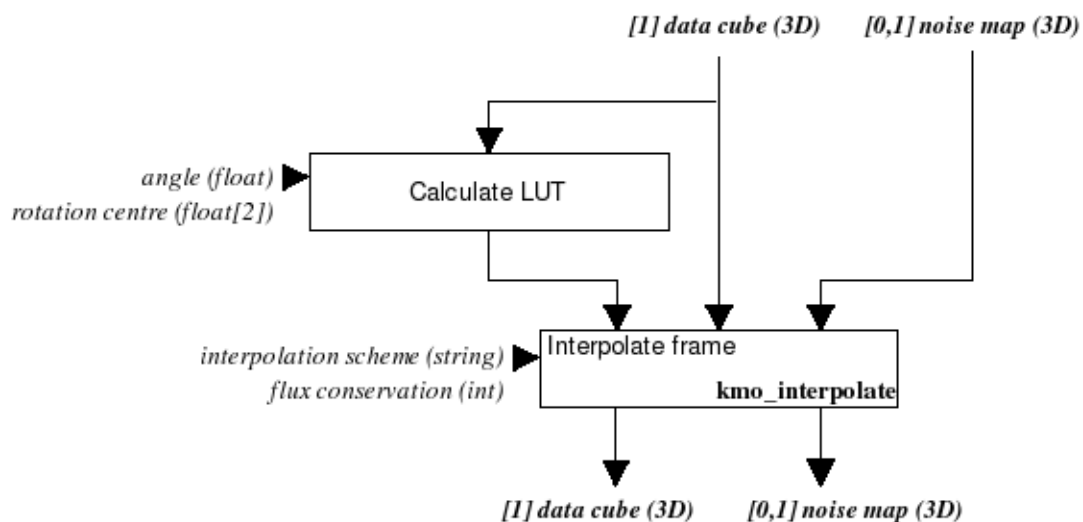 [1] data cube (3D)
[0,1] noise map (3D)
angle (float)
rotation centre (float[2])
Calculate LUT
interpolation scheme (string)
flux conservation (int)
Interpolate frame
kmo_interpolate
[1] data cube (3D)
[0,1] noise map (3D)